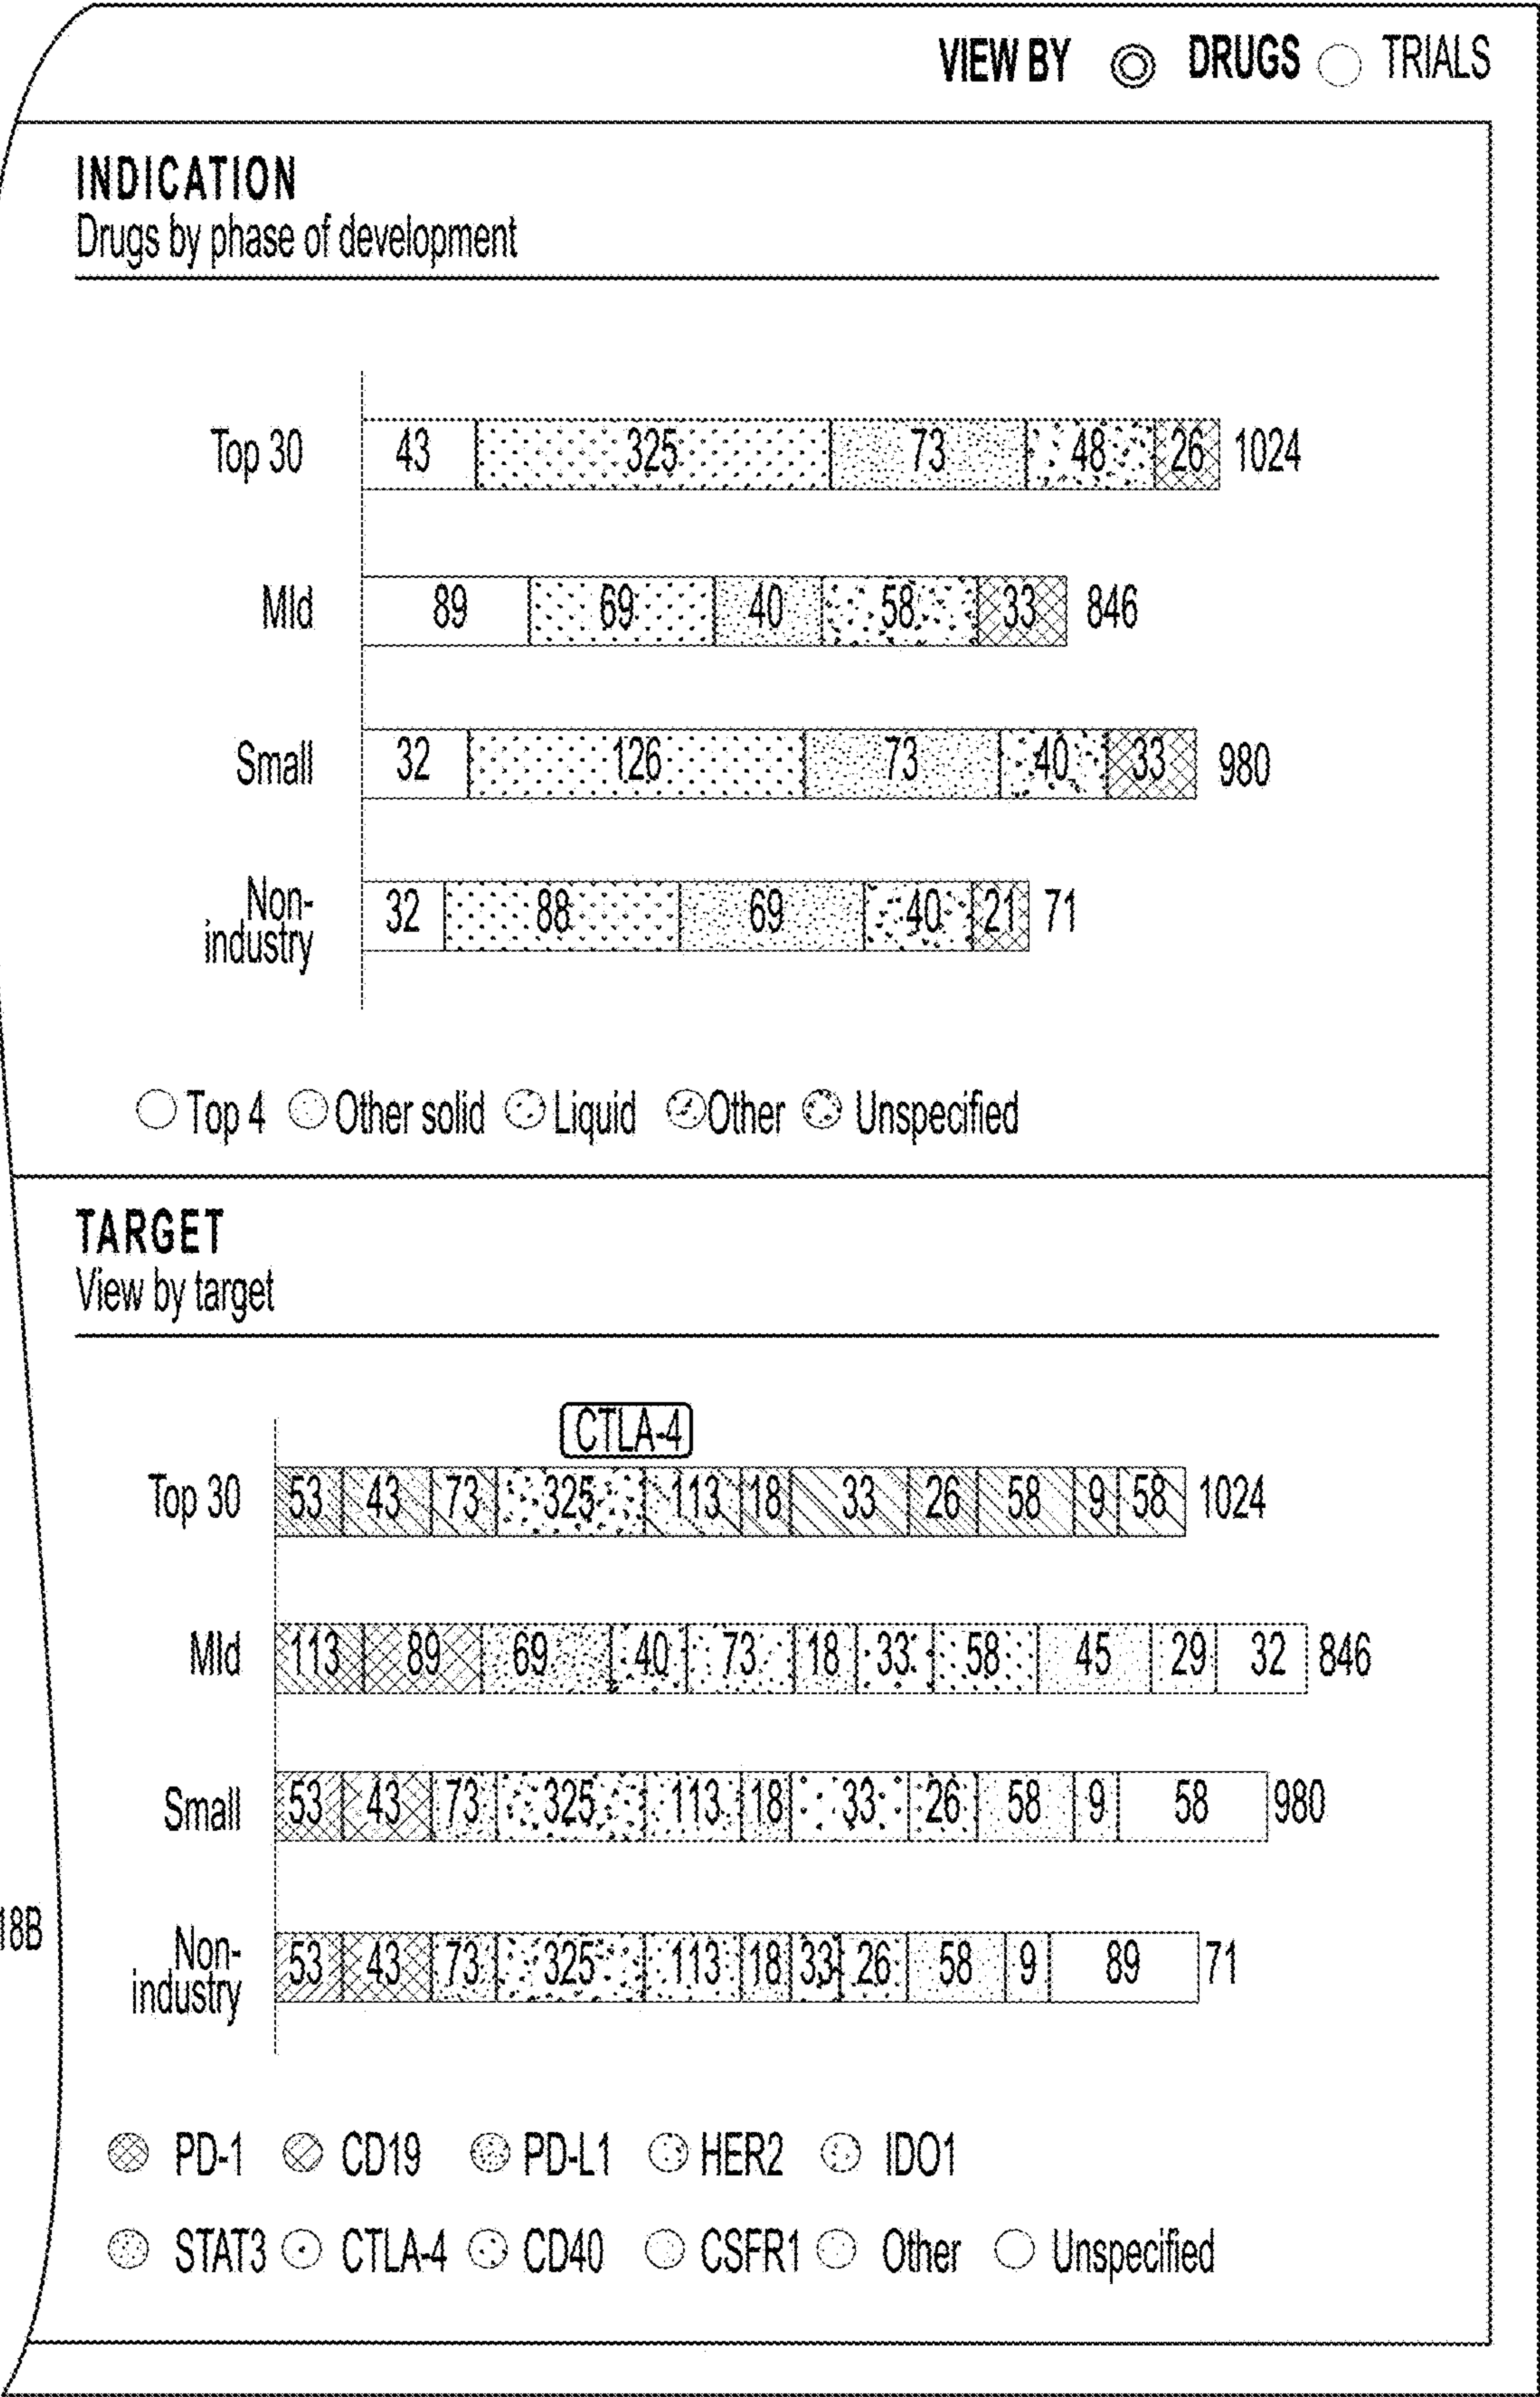 VIEW BY DRUGS TRIALS
INDICATION
Drugs by phase of development
Top 30 43 325 73 48 26 1024
MId 89 69 40 58 33 846
Small 32 126 73 40 33 980
Non-
industry 32 88 69 40 21 71
Top 4 Other solid Liquid Other Unspecified
TARGET
View by target
CTLA-4
Top 30 53 43 73 325 113 18 33 26 58 9 58 1024
MId 113 89 69 40 73 18 33 58 45 29 32 846
Small 53 43 73 325 113 18 33 26 58 9 58 980
18B
Non-
industry 53 43 73 325 113 18 33 26 58 9 89 71
PD-1 CD19 PD-L1 HER2 IDO1
STAT3 CTLA-4 CD40 CSFR1 Other Unspecified